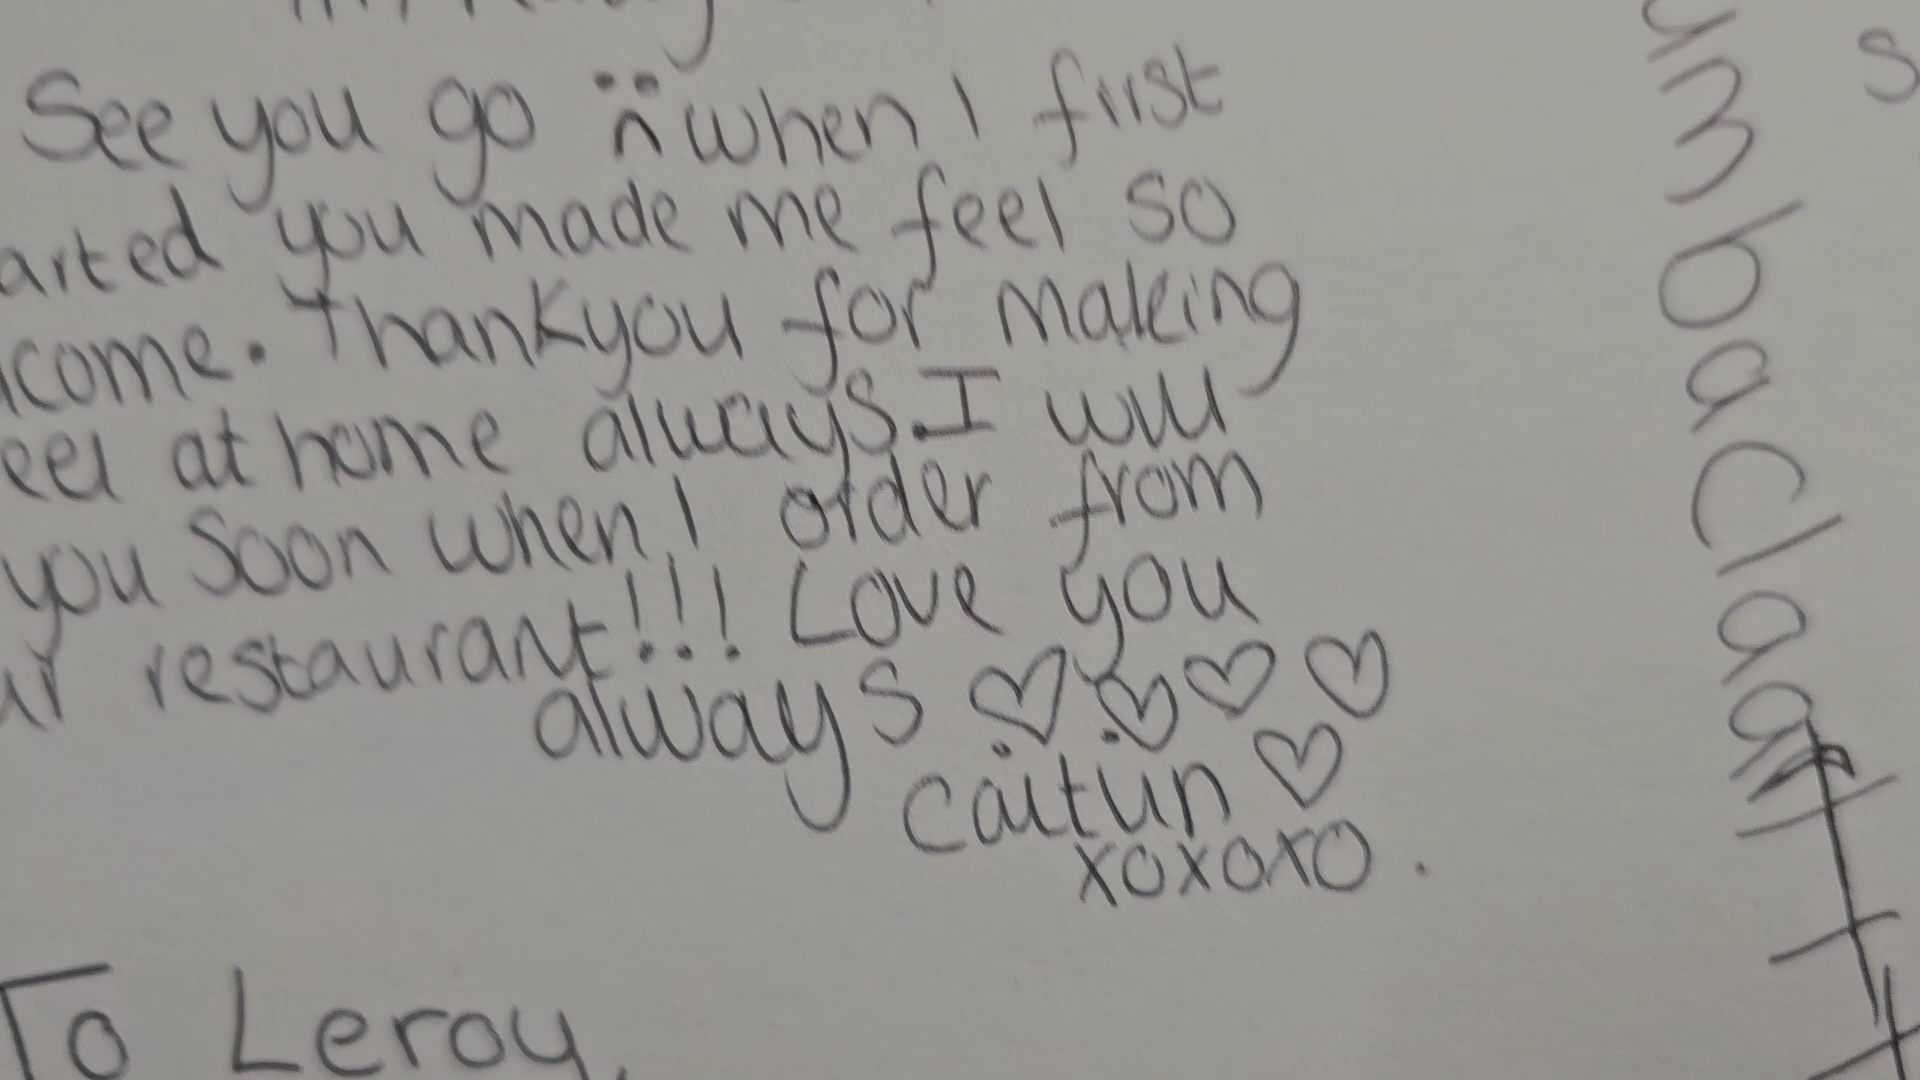 See you go when I first
arted you made me feel so
come. Thankyou for making
eel at home always. I will
you soon when I order from
ur restaurant!!! Love you
always ♡♡♡♡
Caitlin ♡
xoxoxo.
To Leroy,